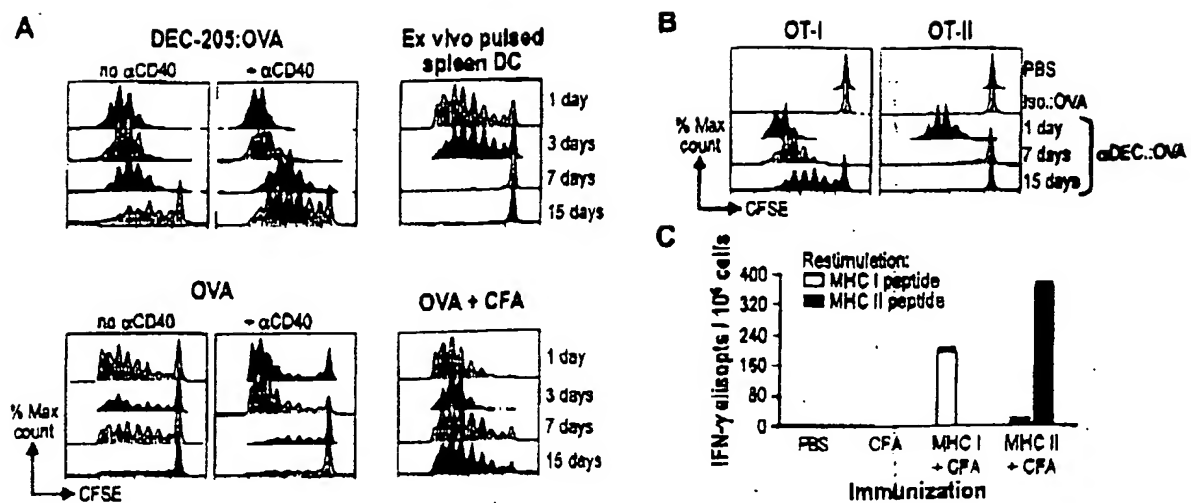 A
DEC-205:OVA
no αCD40
+ αCD40
Ex vivo pulsed
spleen DC
1 day
3 days
7 days
15 days
OVA
no αCD40
+ αCD40
OVA + CFA
1 day
3 days
7 days
15 days
% Max
count
CFSE
B
OT-I
OT-II
PBS
Iso.:OVA
1 day
7 days
15 days
αDEC.:OVA
% Max
count
CFSE
C
IFN-γ elisopts / 10⁶ cells
400
320
240
160
80
0
Restimulation:
MHC I peptide
MHC II peptide
PBS
CFA
MHC I
+ CFA
MHC II
+ CFA
Immunization